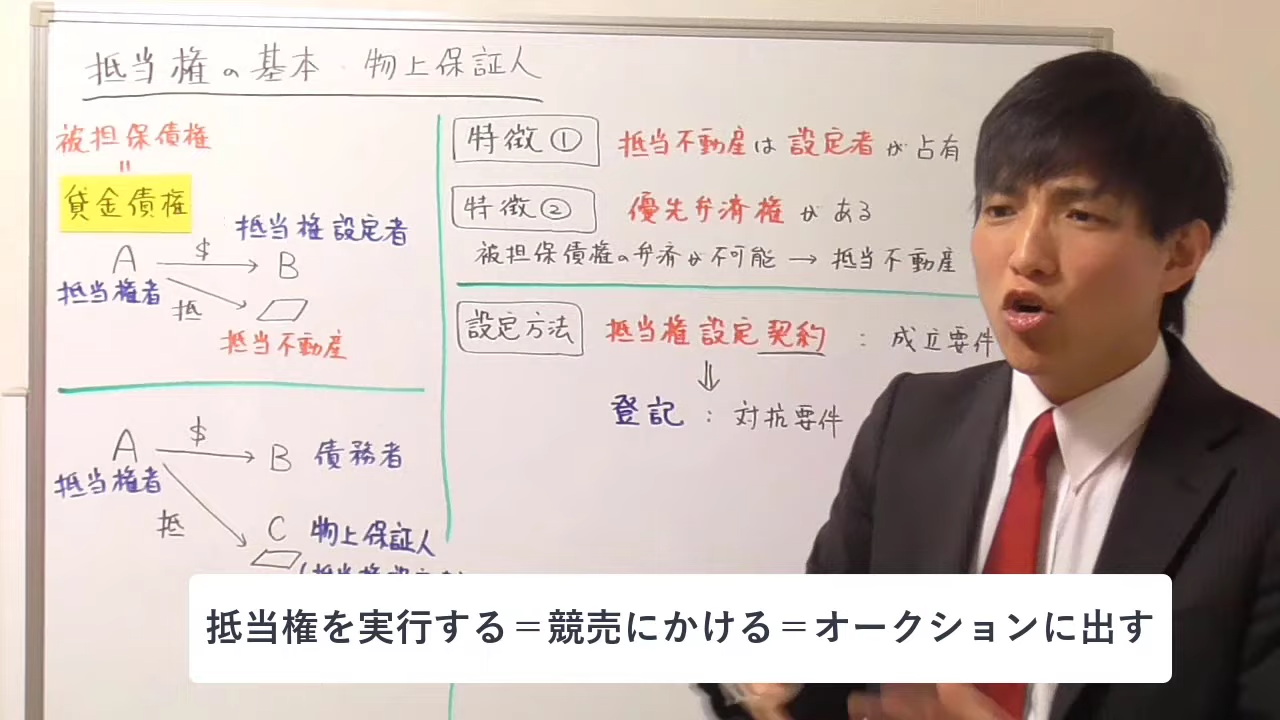 抵当権の基本・物上保証人
被担保債権
=
貸金債権
A $ B 抵当権設定者
抵当権者 抵
抵当不動産
A $ B 債務者
抵当権者
抵
C 物上保証人
特徴① 抵当不動産は設定者が占有
特徴② 優先弁済権がある
被担保債権の弁済が不可能→抵当不動産
設定方法 抵当権設定契約:成立要件
⇓
登記:対抗要件
抵当権を実行する=競売にかける=オークションに出す